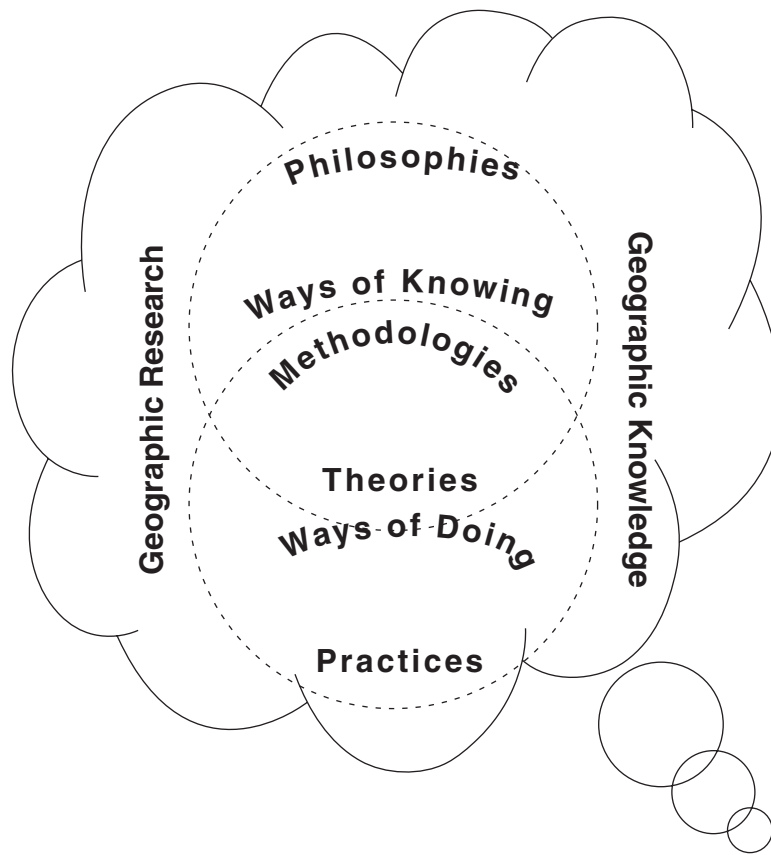 Philosophies
Ways of Knowing
Methodologies
Theories
Ways of Doing
Practices
Geographic Research
Geographic Knowledge